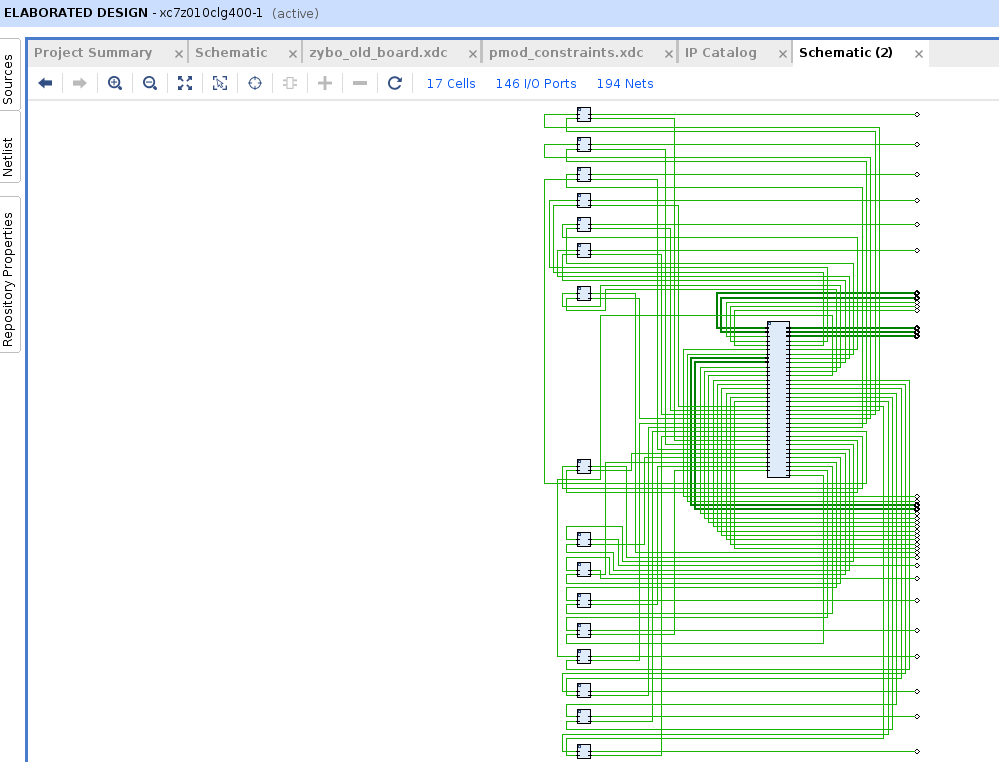 ELABORATED DESIGN - xc7z010clg400-1 (active)
Project Summary × Schematic × zybo_old_board.xdc × pmod_constraints.xdc × IP Catalog × Schematic (2) ×
17 Cells 146 I/O Ports 194 Nets
Sources
Netlist
Repository Properties